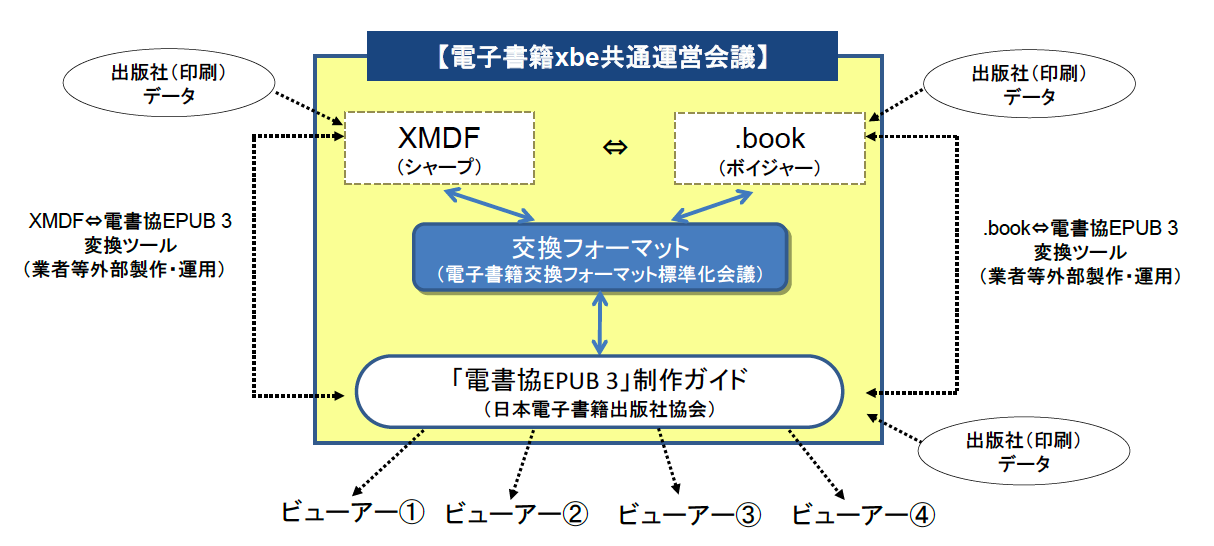 【電子書籍xbe共通運営会議】
出版社（印刷）
データ
出版社（印刷）
データ
XMDF
（シャープ）
⇔
.book
（ボイジャー）
XMDF⇔電書協EPUB 3
変換ツール
（業者等外部製作・運用）
.book⇔電書協EPUB 3
変換ツール
（業者等外部製作・運用）
交換フォーマット
（電子書籍交換フォーマット標準化会議）
「電書協EPUB 3」制作ガイド
（日本電子書籍出版社協会）
出版社（印刷）
データ
ビューアー①
ビューアー②
ビューアー③
ビューアー④